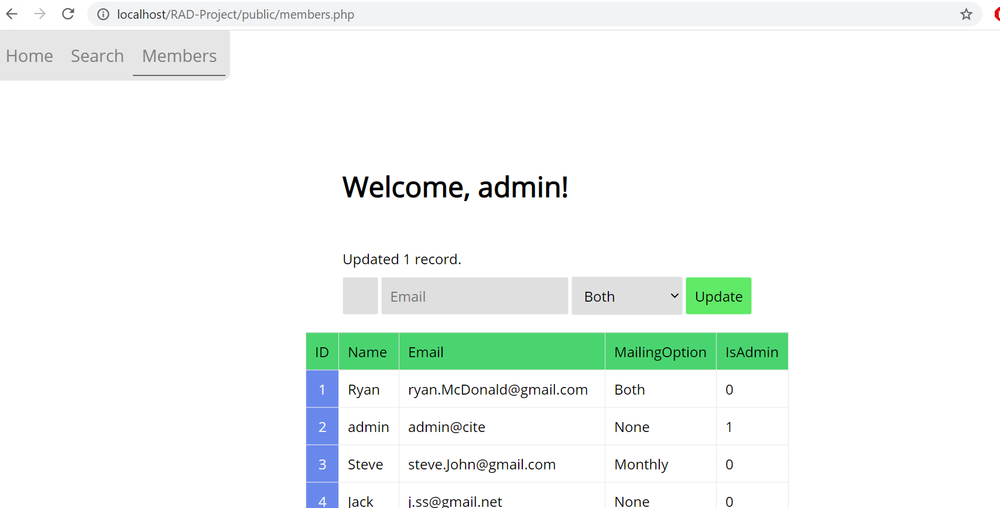 localhost/RAD-Project/public/members.php
Home Search Members
Welcome, admin!
Updated 1 record.
Email Both Update
ID Name Email MailingOption IsAdmin
1 Ryan ryan.McDonald@gmail.com Both 0
2 admin admin@cite None 1
3 Steve steve.John@gmail.com Monthly 0
4 Jack j.ss@gmail.net None 0